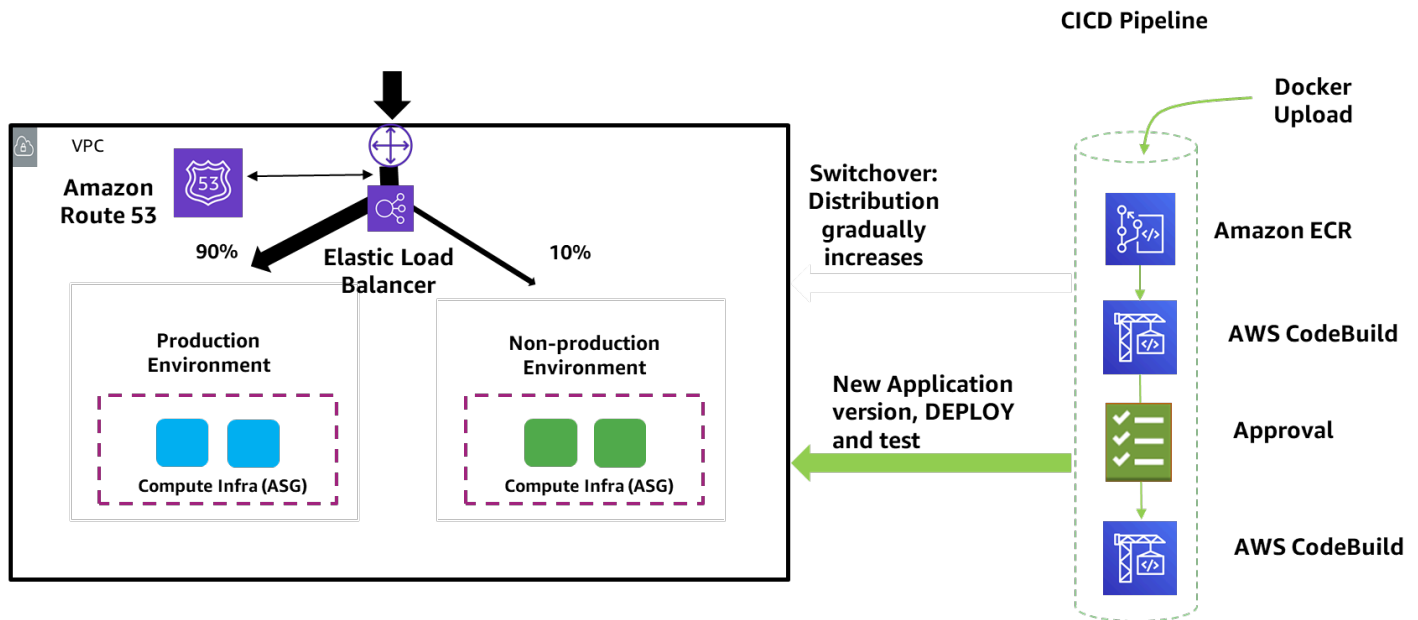 CICD Pipeline
Docker
Upload
VPC
Amazon
Route 53
53
90%
Elastic Load
Balancer
10%
Switchover:
Distribution
gradually
increases
Amazon ECR
Production
Environment
Non-production
Environment
AWS CodeBuild
New Application
version, DEPLOY
and test
Approval
Compute Infra (ASG)
Compute Infra (ASG)
AWS CodeBuild